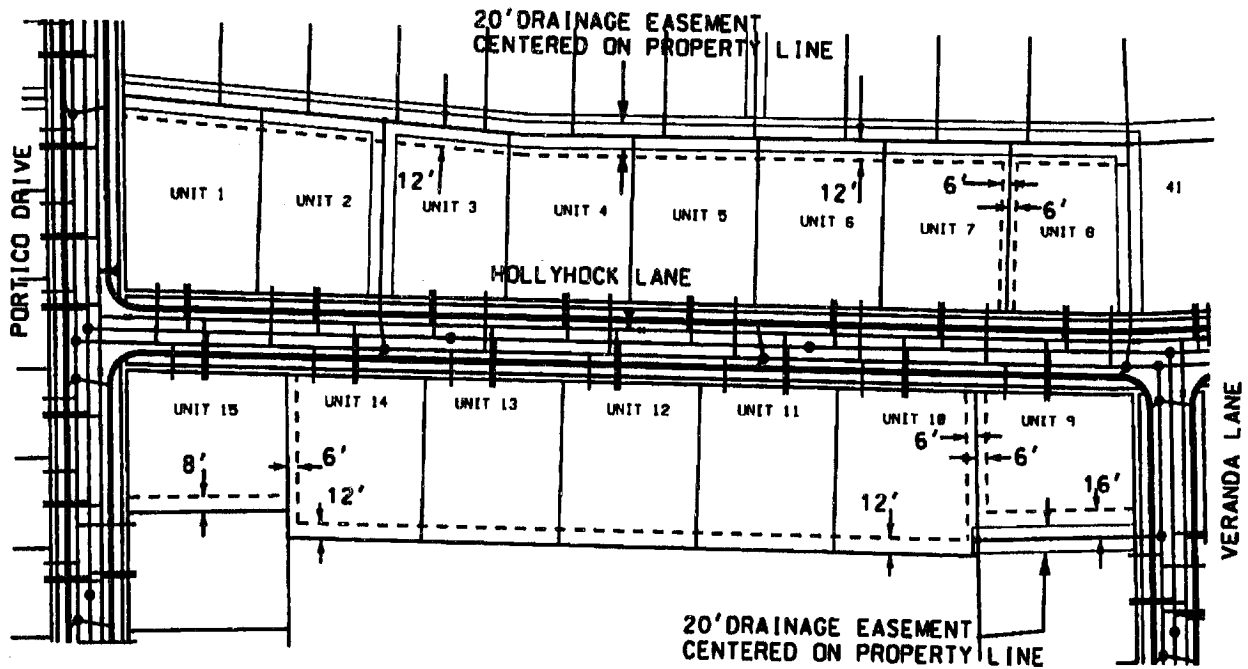 20'DRAINAGE EASEMENT
CENTERED ON PROPERTY LINE
PORTICO DRIVE
UNIT 1
UNIT 2
12'
UNIT 3
UNIT 4
UNIT 5
12'
UNIT 6
6'
UNIT 7
6'
UNIT 8
41
HOLLYHOCK LANE
UNIT 15
UNIT 14
UNIT 13
UNIT 12
UNIT 11
UNIT 10
UNIT 9
8'
6'
12'
6'
6'
12'
16'
VERANDA LANE
20'DRAINAGE EASEMENT
CENTERED ON PROPERTY LINE